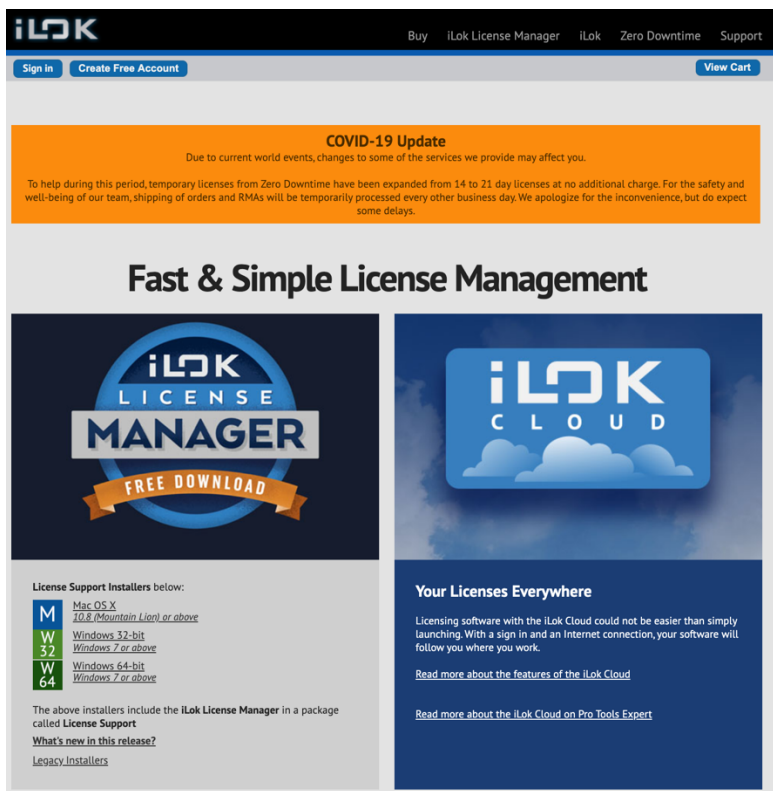 iLOK
Buy iLok License Manager iLok Zero Downtime Support
Sign in Create Free Account View Cart
COVID-19 Update
Due to current world events, changes to some of the services we provide may affect you.
To help during this period, temporary licenses from Zero Downtime have been expanded from 14 to 21 day licenses at no additional charge. For the safety and
well-being of our team, shipping of orders and RMAs will be temporarily processed every other business day. We apologize for the inconvenience, but do expect
some delays.
Fast & Simple License Management
iLOK
LICENSE
MANAGER
FREE DOWNLOAD
iLOK
CLOUD
License Support Installers below:
M
Mac OS X
10.8 (Mountain Lion) or above
W
32
Windows 32-bit
Windows 7 or above
W
64
Windows 64-bit
Windows 7 or above
The above installers include the iLok License Manager in a package
called License Support
What's new in this release?
Legacy Installers
Your Licenses Everywhere
Licensing software with the iLok Cloud could not be easier than simply
launching. With a sign in and an Internet connection, your software will
follow you where you work.
Read more about the features of the iLok Cloud
Read more about the iLok Cloud on Pro Tools Expert